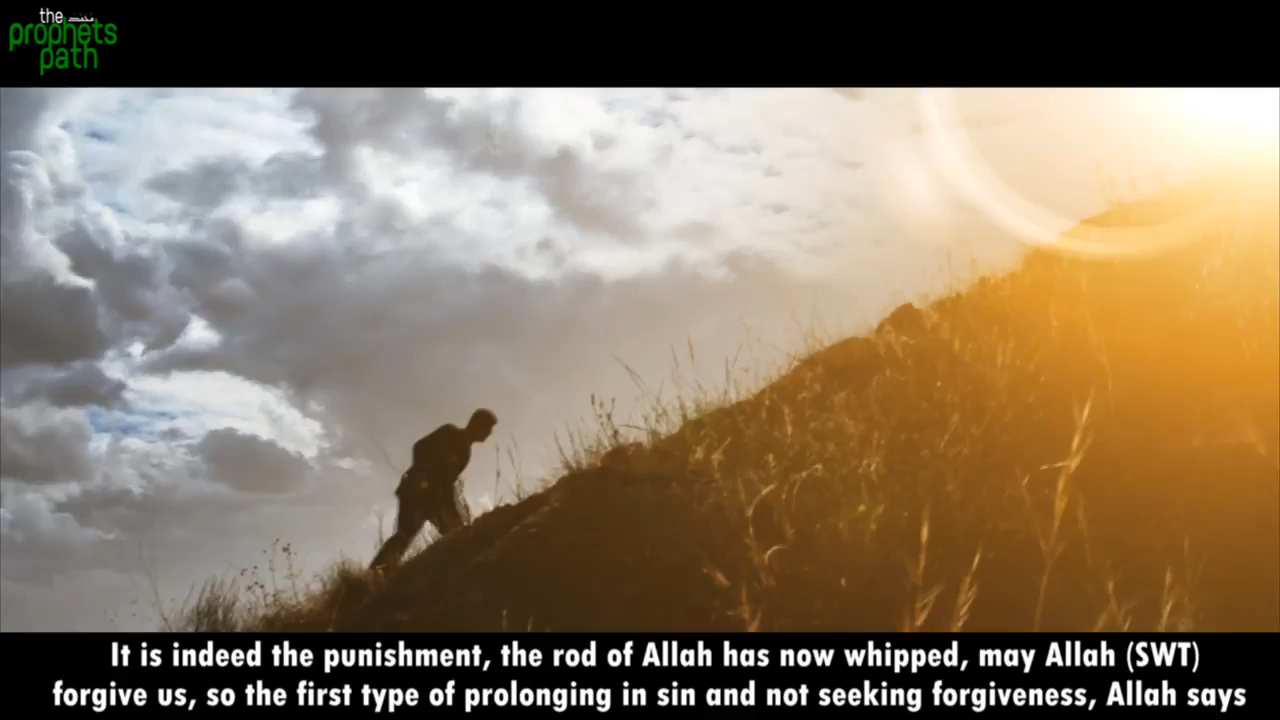 the محمد
prophets
path
It is indeed the punishment, the rod of Allah has now whipped, may Allah (SWT)
forgive us, so the first type of prolonging in sin and not seeking forgiveness, Allah says